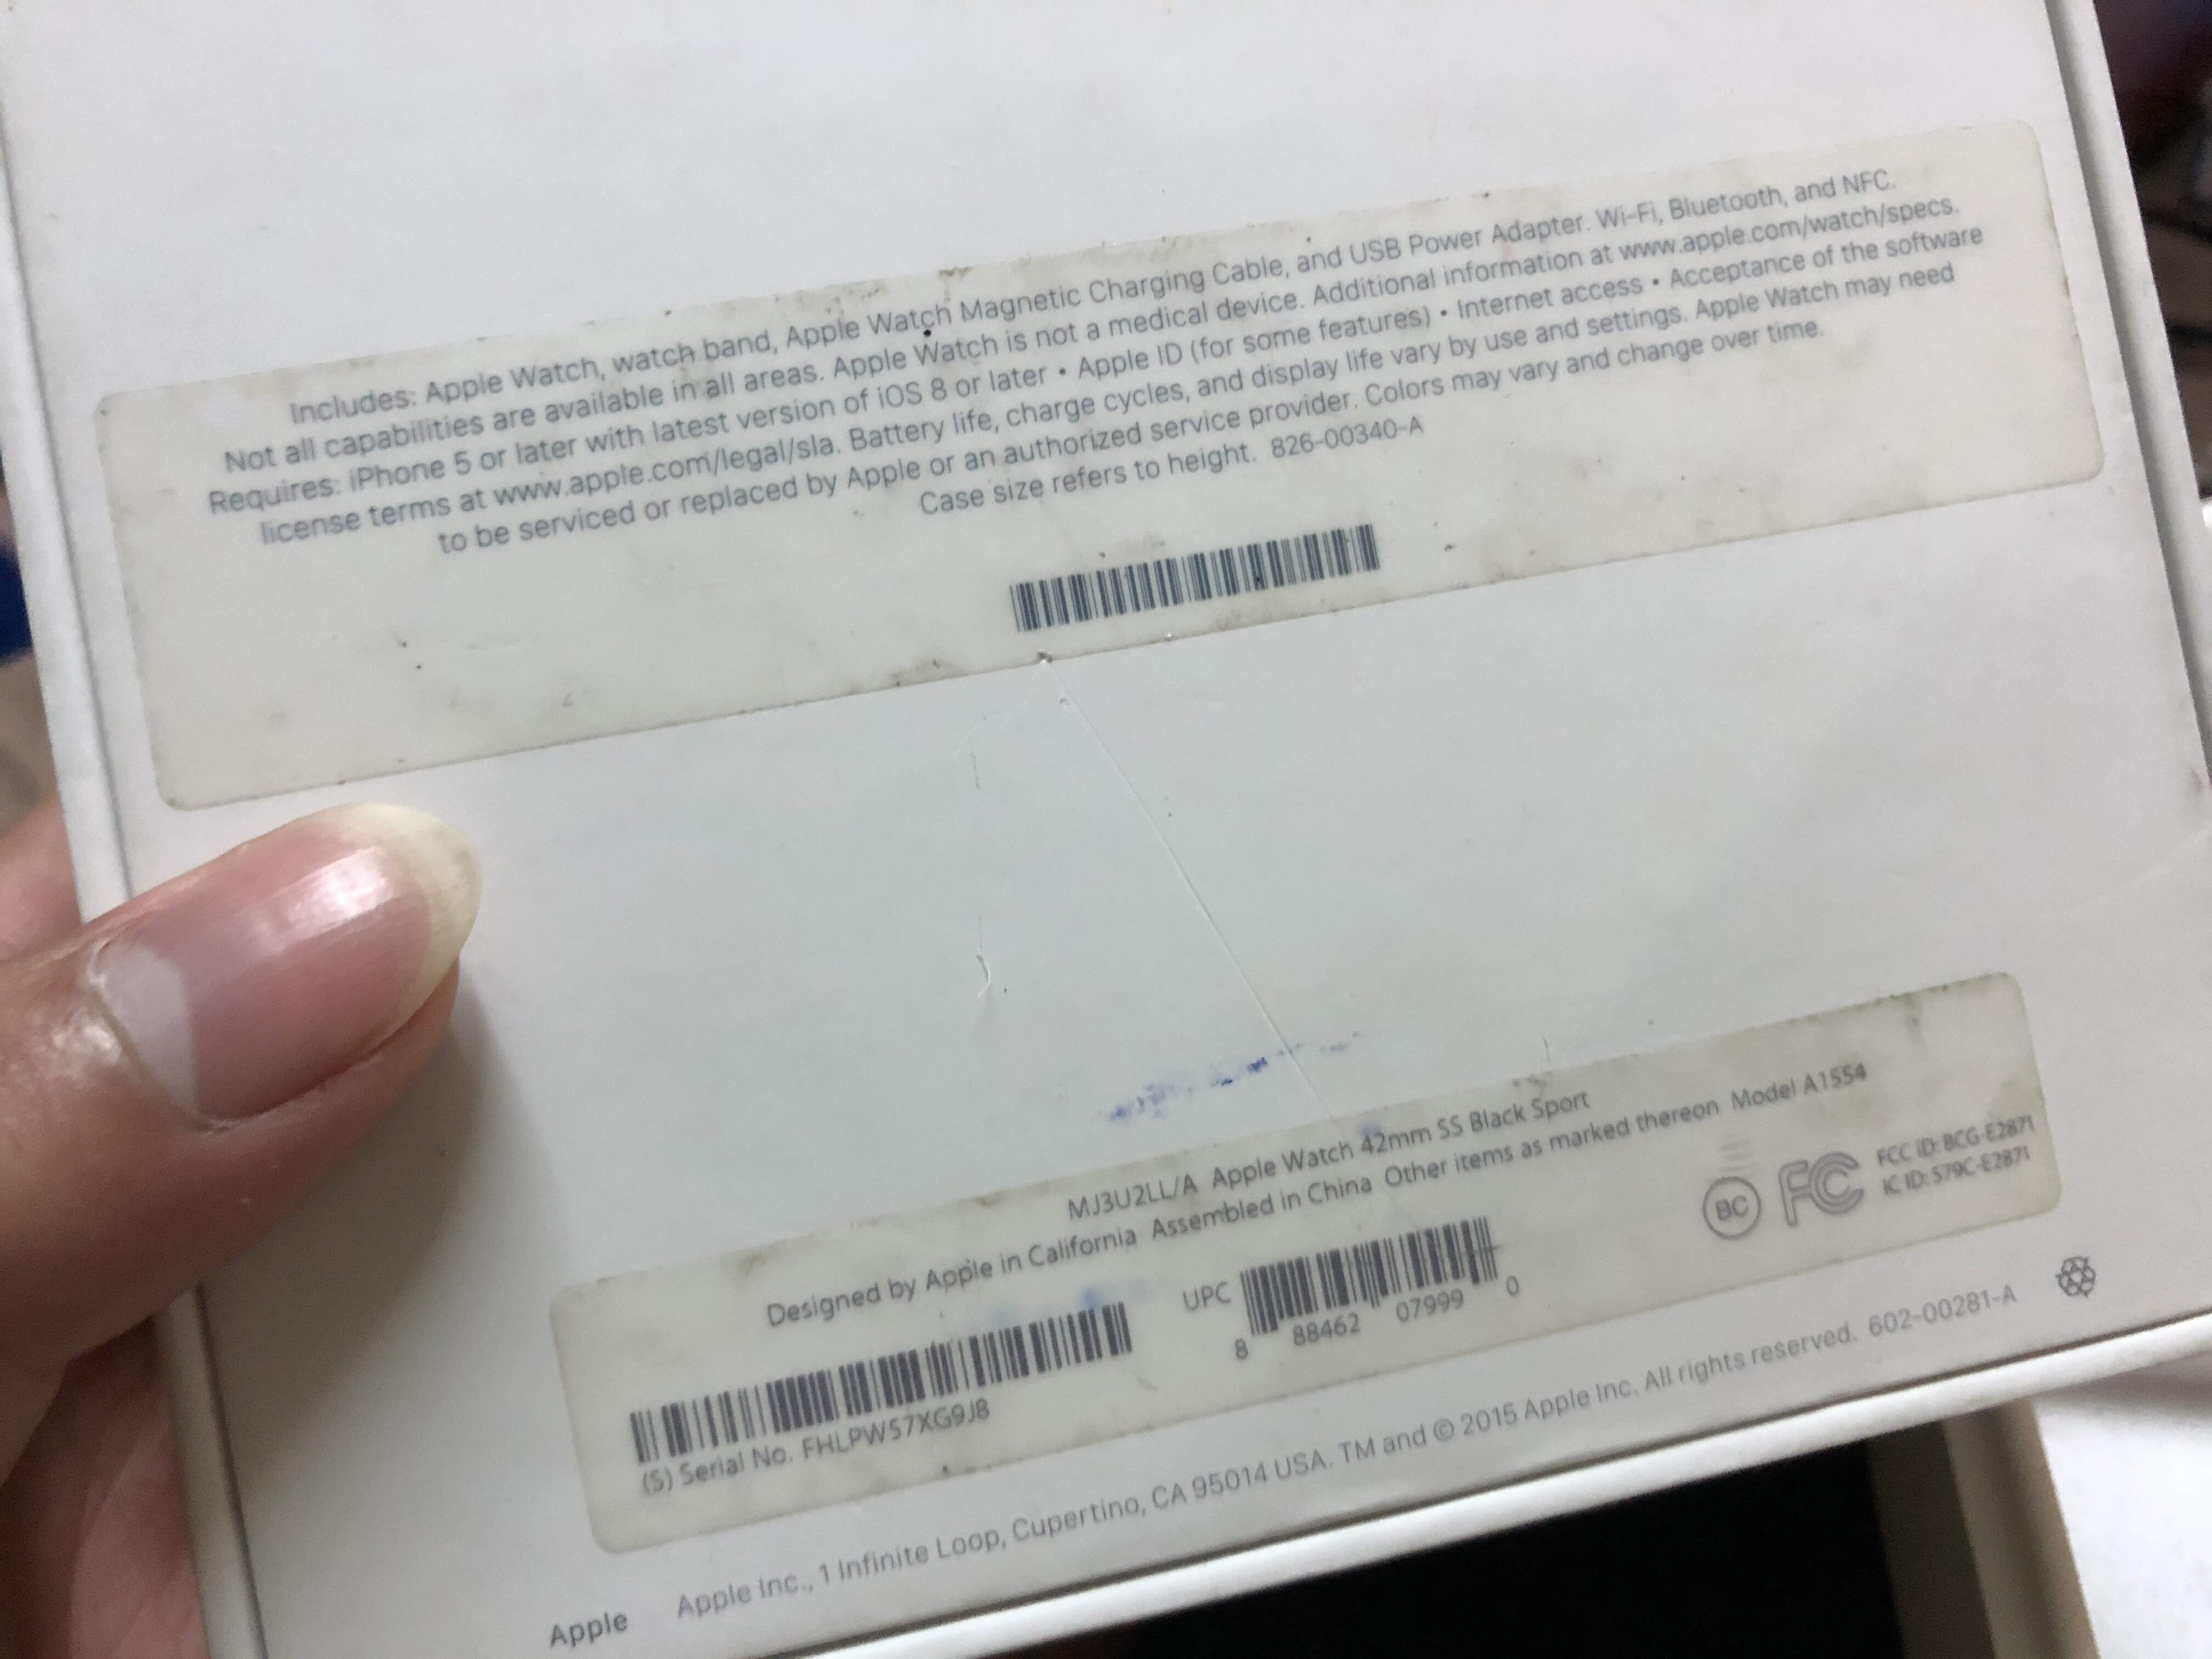 Includes: Apple Watch, watch band, Apple Watch Magnetic Charging Cable, and USB Power Adapter. Wi-Fi, Bluetooth, and NFC.
Not all capabilities are available in all areas. Apple Watch is not a medical device. Additional information at www.apple.com/watch/specs.
Requires: iPhone 5 or later with latest version of iOS 8 or later • Apple ID (for some features) • Internet access • Acceptance of the software
license terms at www.apple.com/legal/sla. Battery life, charge cycles, and display life vary by use and settings. Apple Watch may need
to be serviced or replaced by Apple or an authorized service provider. Colors may vary and change over time.
Case size refers to height. 826-00340-A
MJ3U2LL/A Apple Watch 42mm SS Black Sport
Designed by Apple in California Assembled in China Other items as marked thereon Model A1554
(S) Serial No. FHLPW57XG9J8
UPC
8 88462 07999 0
BC FC
FCC ID: BCG-E2871
IC ID: 579C-E2871
Apple Apple Inc., 1 Infinite Loop, Cupertino, CA 95014 USA. TM and © 2015 Apple Inc. All rights reserved. 602-00281-A